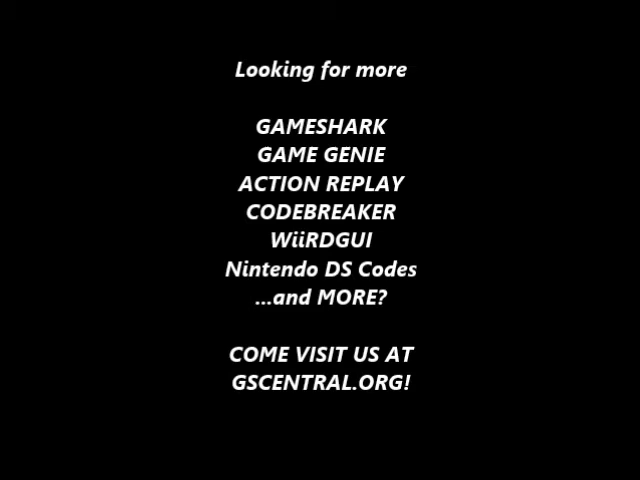 Looking for more
GAMESHARK
GAME GENIE
ACTION REPLAY
CODEBREAKER
WiiRDGUI
Nintendo DS Codes
...and MORE?
COME VISIT US AT
GSCENTRAL.ORG!